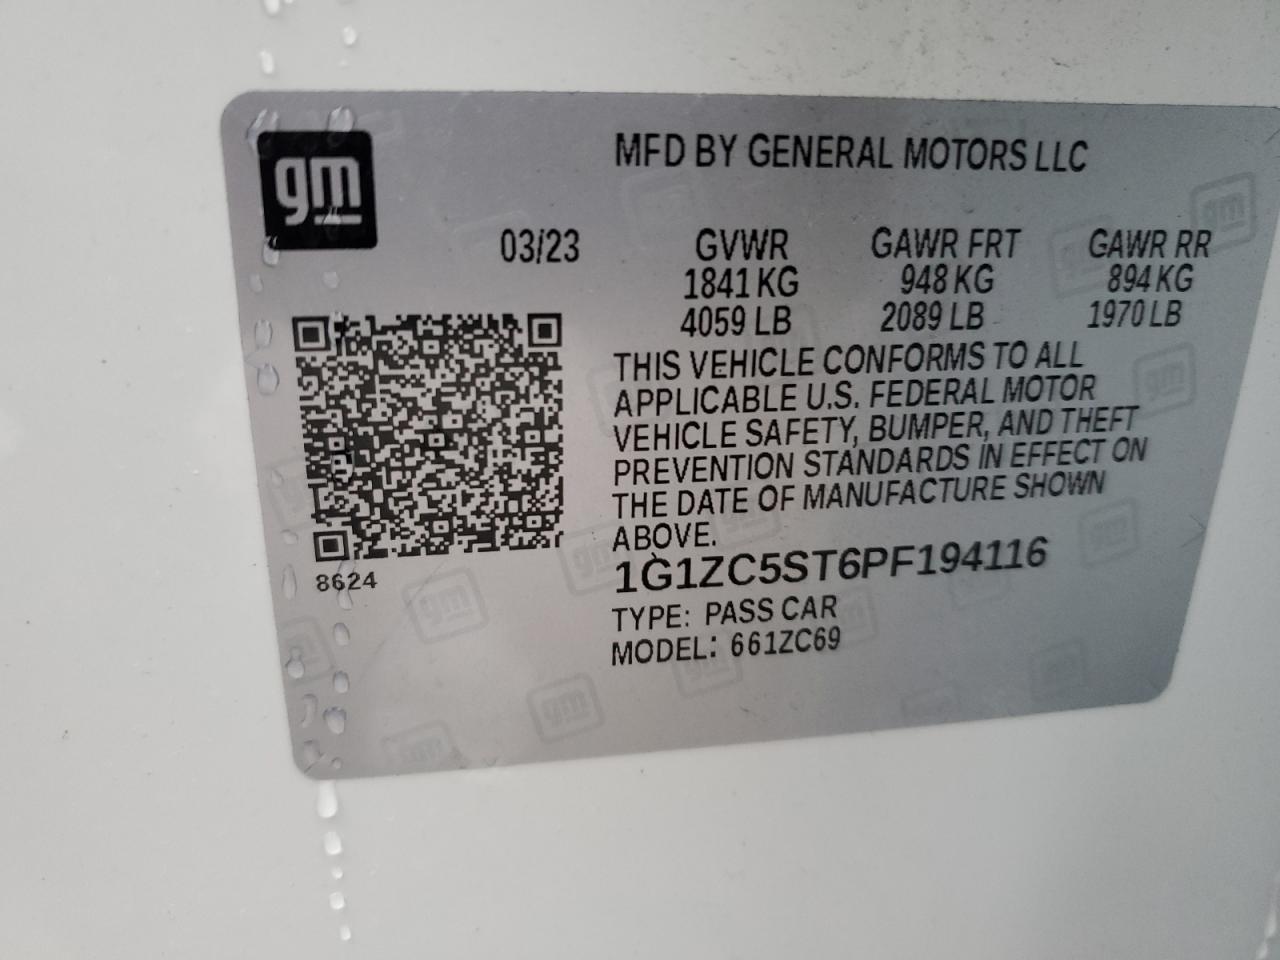 gm
MFD BY GENERAL MOTORS LLC
03/23 GVWR GAWR FRT GAWR RR
1841 KG 948 KG 894 KG
4059 LB 2089 LB 1970 LB
THIS VEHICLE CONFORMS TO ALL
APPLICABLE U.S. FEDERAL MOTOR
VEHICLE SAFETY, BUMPER, AND THEFT
PREVENTION STANDARDS IN EFFECT ON
THE DATE OF MANUFACTURE SHOWN
ABOVE.
8624
1G1ZC5ST6PF194116
TYPE: PASS CAR
MODEL: 661ZC69